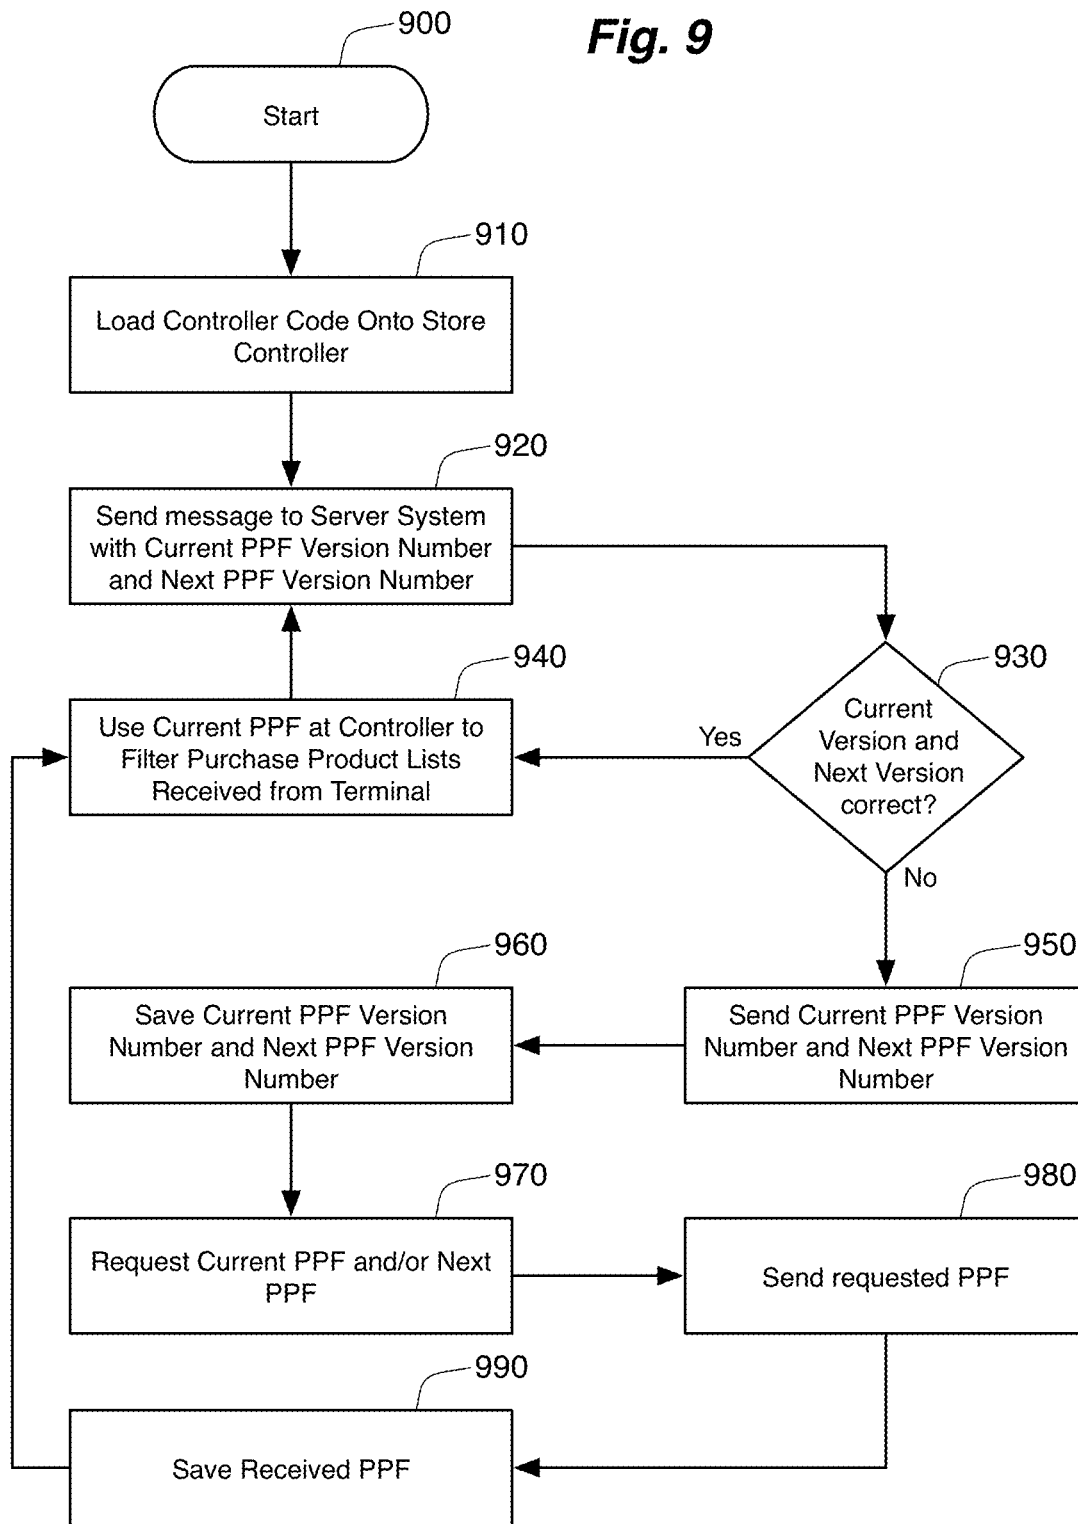 900
Fig. 9
Start
910
Load Controller Code Onto Store
Controller
920
Send message to Server System
with Current PPF Version Number
and Next PPF Version Number
940
930
Use Current PPF at Controller to
Filter Purchase Product Lists
Received from Terminal
Yes
Current
Version and
Next Version
correct?
No
960
950
Save Current PPF Version
Number and Next PPF Version
Number
Send Current PPF Version
Number and Next PPF Version
Number
970
980
Request Current PPF and/or Next
PPF
Send requested PPF
990
Save Received PPF